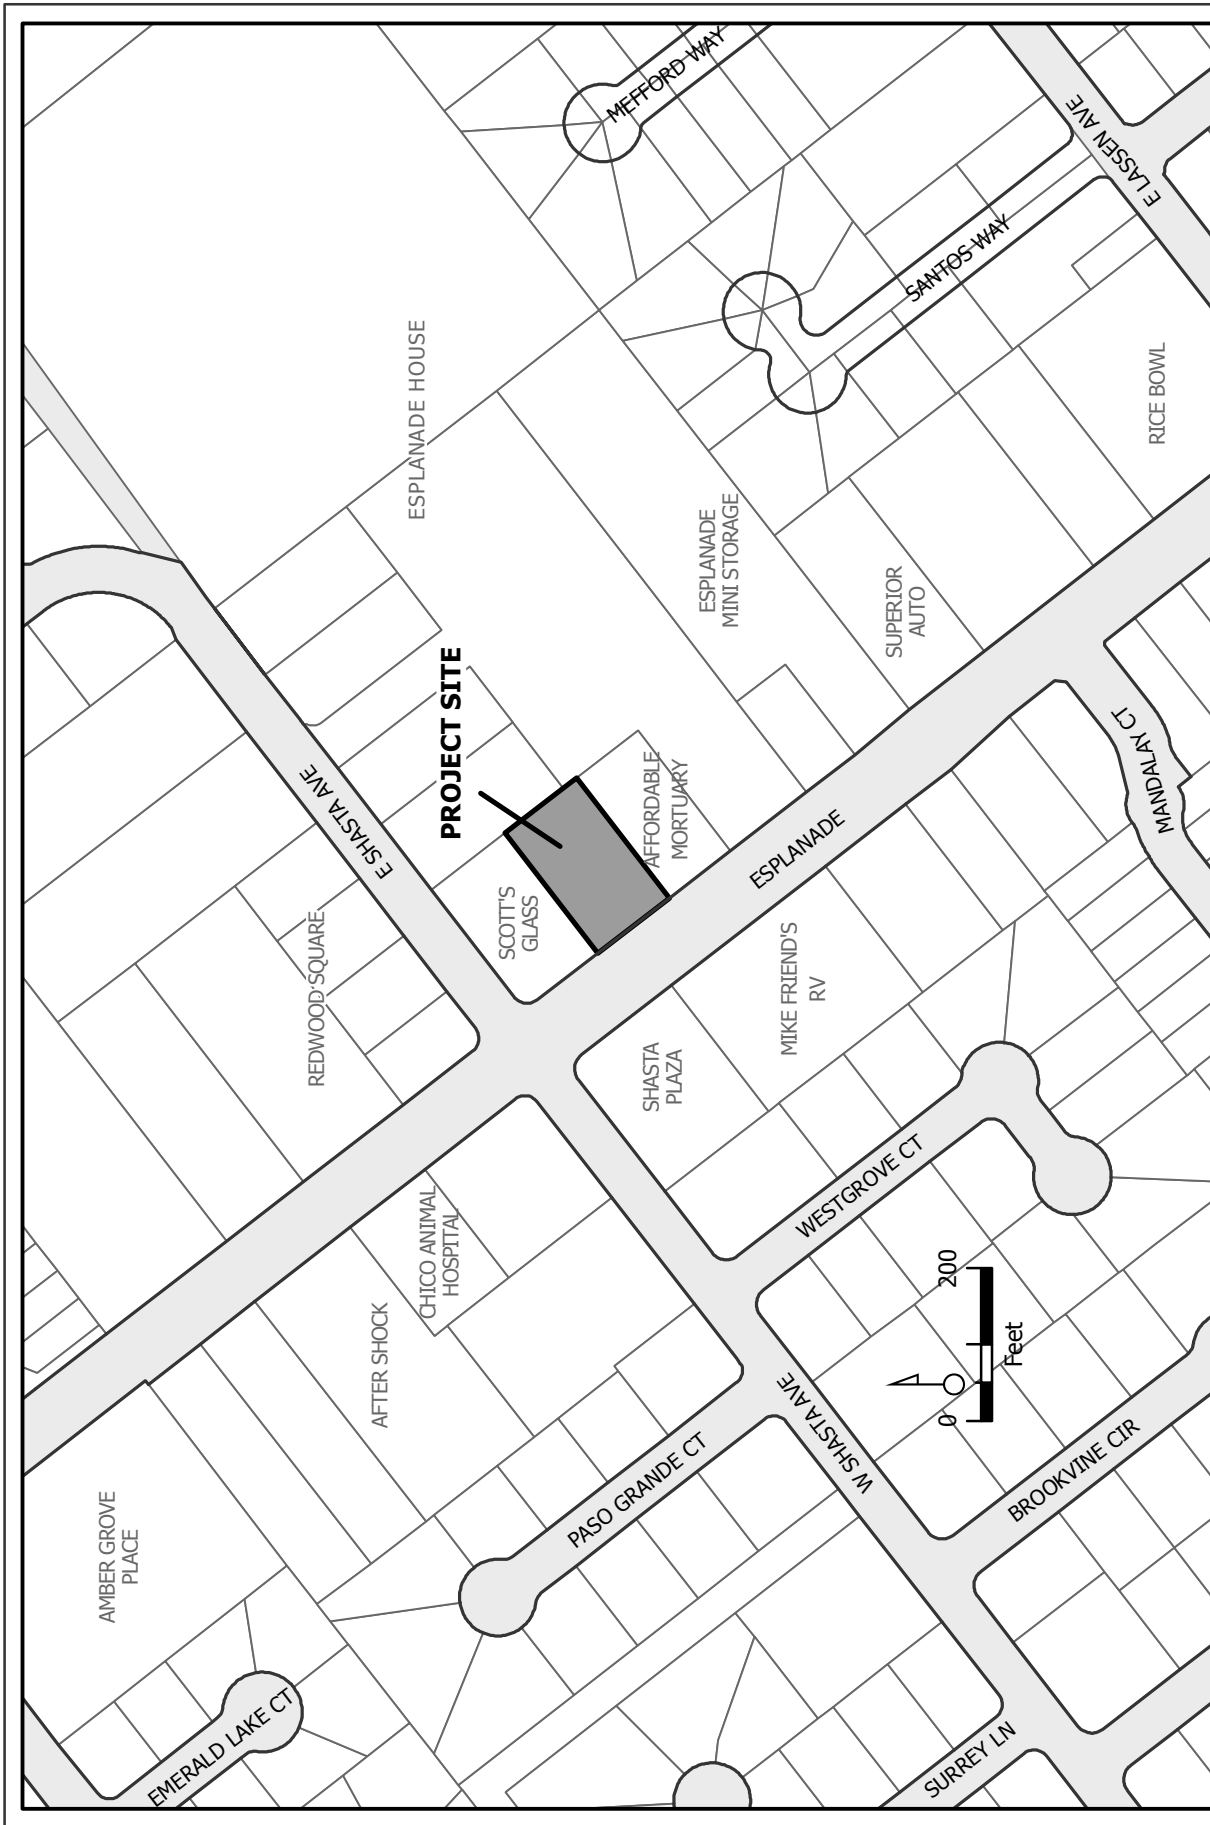 MEFFORD WAY
E LASSEN AVE
SANTOS WAY
ESPLANADE HOUSE
RICE BOWL
ESPLANADE
MINI STORAGE
SUPERIOR
AUTO
PROJECT SITE
E SHASTA AVE
AFFORDABLE
MORTUARY
MANDALAY CT
ESPLANADE
SCOTT'S
GLASS
REDWOOD SQUARE
MIKE FRIEND'S
RV
SHASTA
PLAZA
WESTGROVE CT
CHICO ANIMAL
HOSPITAL
AFTER SHOCK
0
200
Feet
W SHASTA AVE
PASO GRANDE CT
BROOKVINE CIR
AMBER GROVE
PLACE
EMERALD LAKE CT
SURREY LN